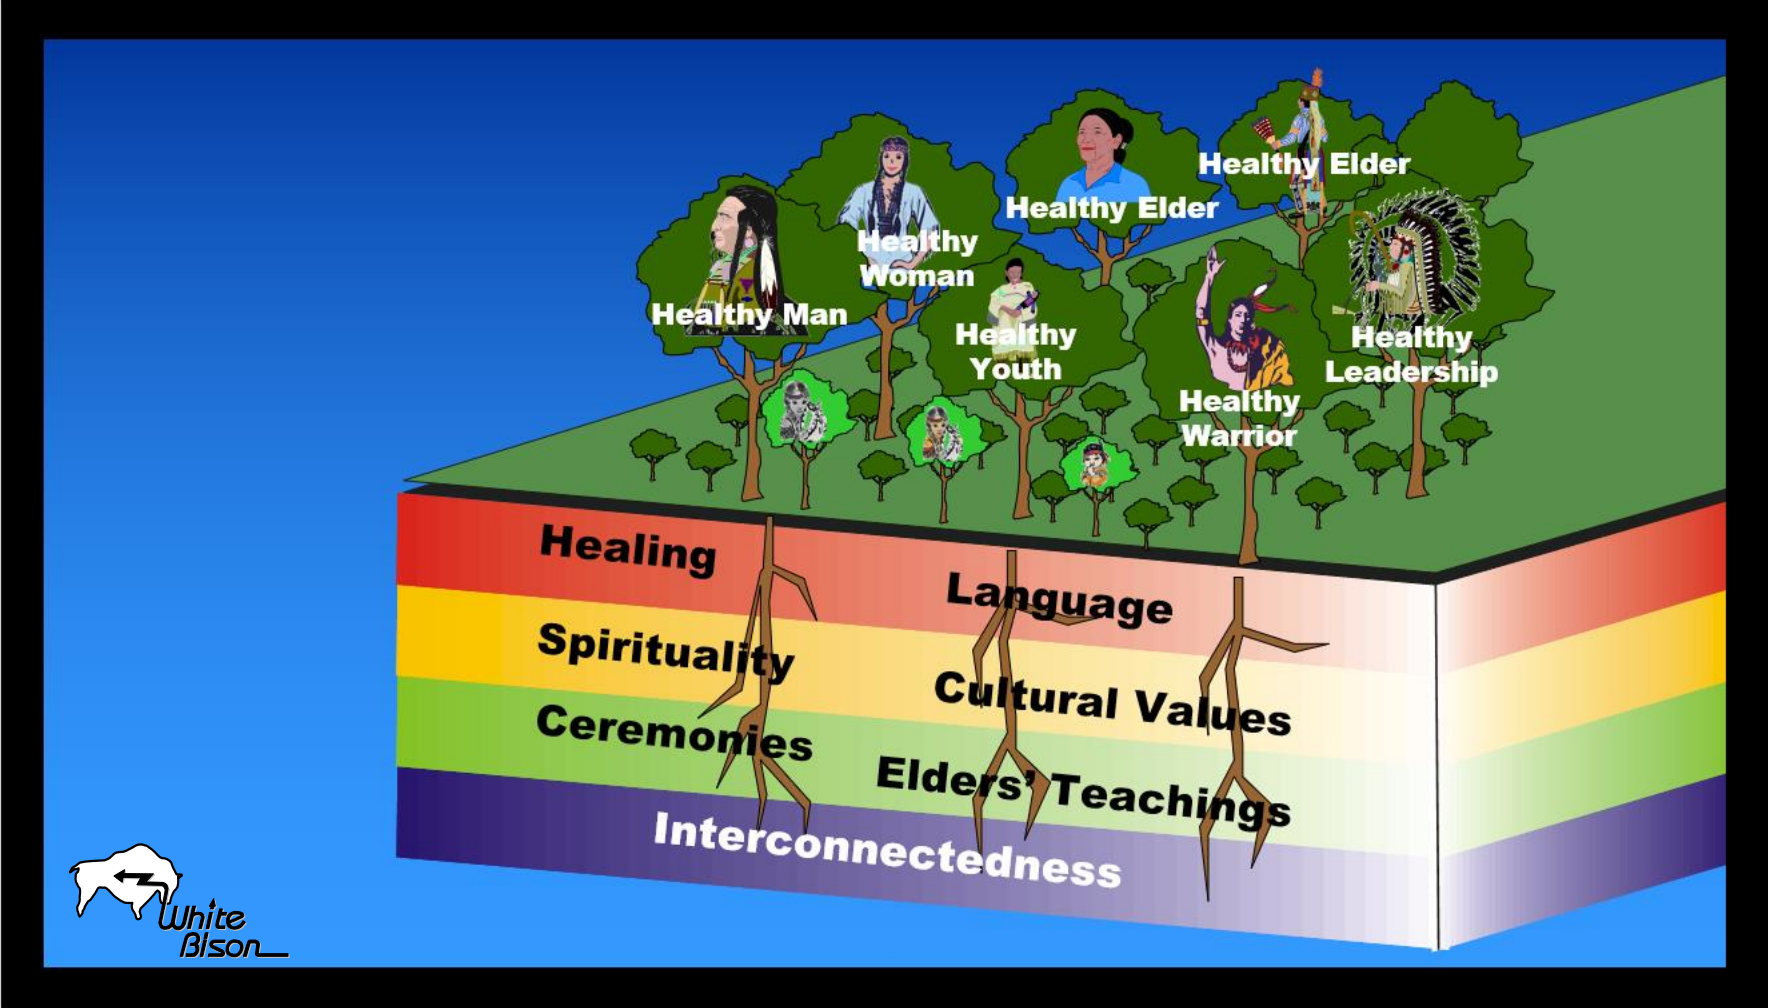 Healthy Elder
Healthy Elder
Healthy
Woman
Healthy Man
Healthy
Youth
Healthy
Leadership
Healthy
Warrior
Healing
Language
Spirituality
Cultural Values
Ceremonies
Elders’ Teachings
Interconnectedness
White
Bison